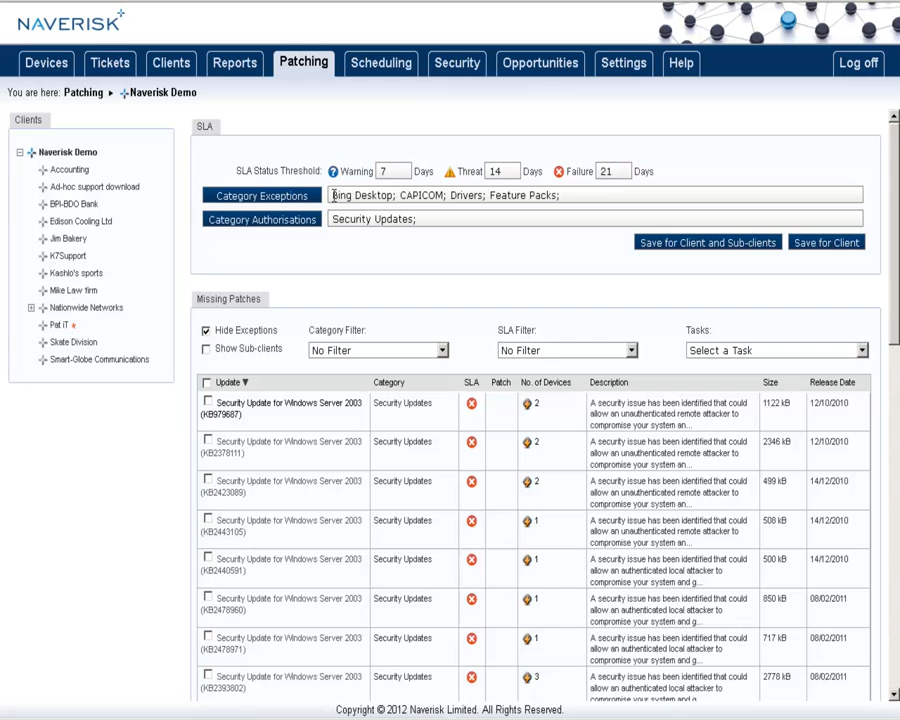 NAVERISK
Devices Tickets Clients Reports Patching Scheduling Security Opportunities Settings Help Log off
You are here: Patching ▸ Naverisk Demo
Clients
Naverisk Demo
Accounting
Ad-hoc support download
BPI-BDO Bank
Edison Cooling Ltd
Jim Bakery
K7Support
Kashlo's sports
Mike Law firm
Nationwide Networks
Pat iT
Skate Division
Smart-Globe Communications
SLA
SLA Status Threshold: Warning 7 Days Threat 14 Days Failure 21 Days
Category Exceptions Bing Desktop; CAPICOM; Drivers; Feature Packs;
Category Authorisations Security Updates;
Save for Client and Sub-clients Save for Client
Missing Patches
Hide Exceptions Category Filter: SLA Filter: Tasks:
Show Sub-clients No Filter No Filter Select a Task
Update ▼ Category SLA Patch No. of Devices Description Size Release Date
Security Update for Windows Server 2003 Security Updates 2 A security issue has been identified that could 1122 kB 12/10/2010
(KB979687) allow an unauthenticated remote attacker to
compromise your system an...
Security Update for Windows Server 2003 Security Updates 2 A security issue has been identified that could 2346 kB 12/10/2010
(KB2378111) allow an unauthenticated remote attacker to
compromise your system an...
Security Update for Windows Server 2003 Security Updates 2 A security issue has been identified that could 499 kB 14/12/2010
(KB2423089) allow an unauthenticated remote attacker to
compromise your system an...
Security Update for Windows Server 2003 Security Updates 1 A security issue has been identified that could 508 kB 14/12/2010
(KB2443105) allow an unauthenticated remote attacker to
compromise your system an...
Security Update for Windows Server 2003 Security Updates 1 A security issue has been identified that could 500 kB 14/12/2010
(KB2440591) allow an authenticated local attacker to
compromise your system and g...
Security Update for Windows Server 2003 Security Updates 1 A security issue has been identified that could 850 kB 08/02/2011
(KB2478960) allow an authenticated local attacker to
compromise your system and g...
Security Update for Windows Server 2003 Security Updates 1 A security issue has been identified that could 717 kB 08/02/2011
(KB2478971) allow an authenticated local attacker to
compromise your system and g...
Security Update for Windows Server 2003 Security Updates 3 A security issue has been identified that could 2778 kB 08/02/2011
(KB2393802) allow an authenticated local attacker to
Copyright © 2012 Naverisk Limited. All Rights Reserved.